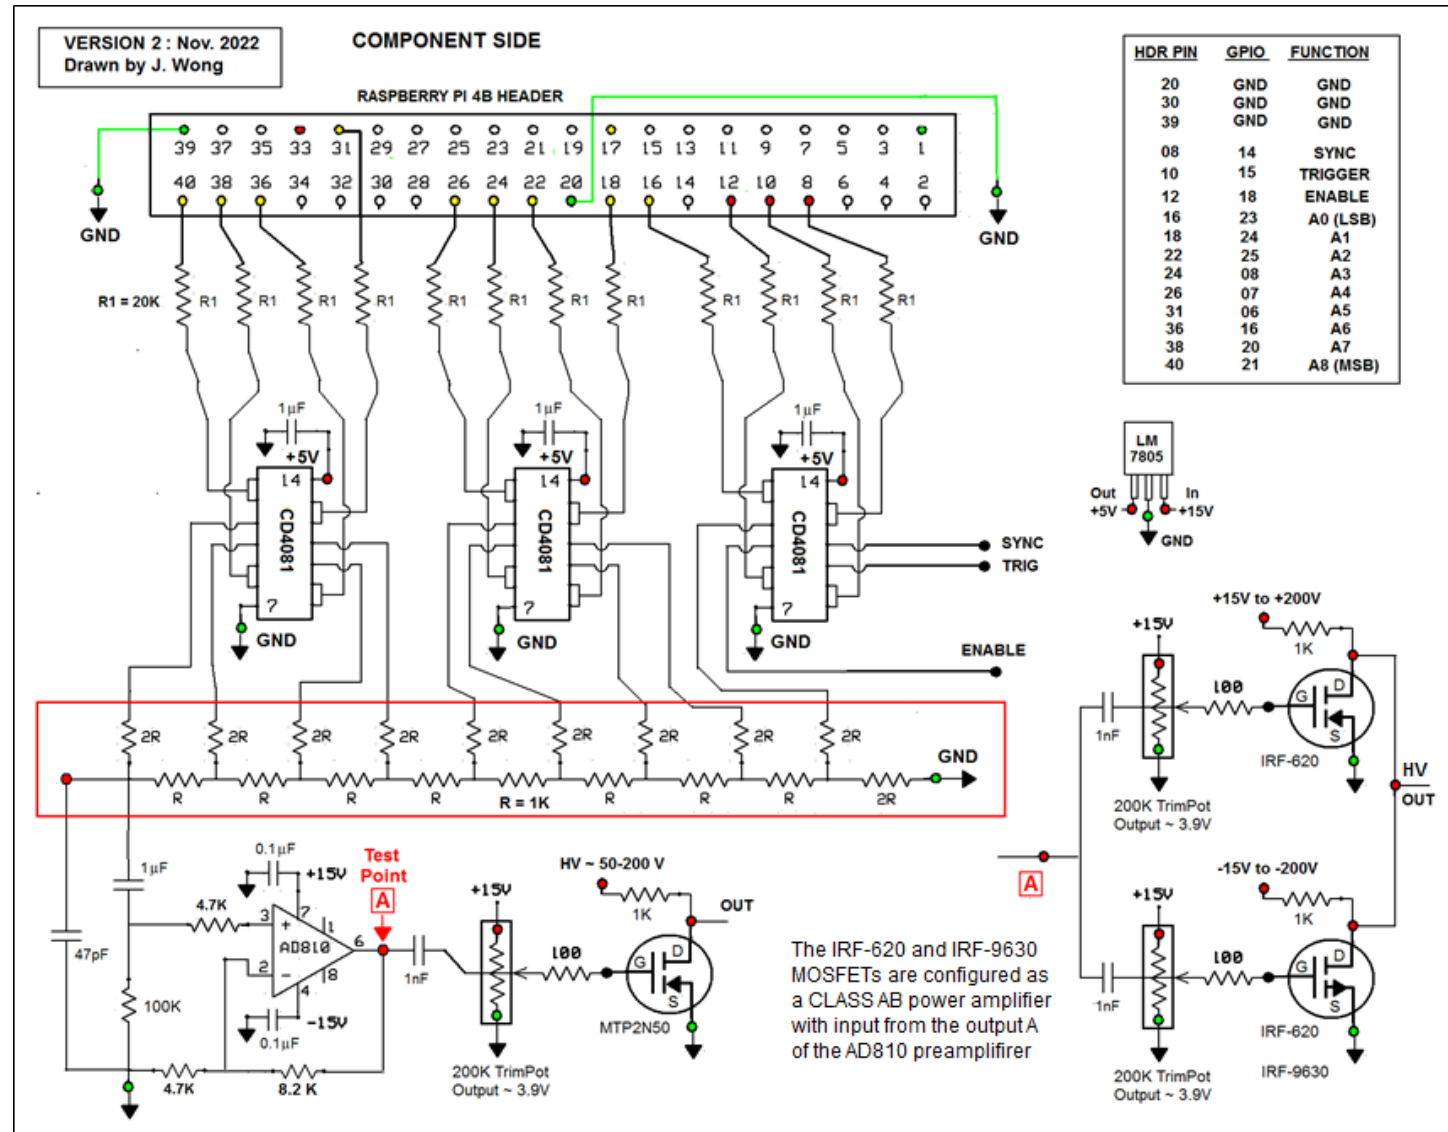 VERSION 2 : Nov. 2022
Drawn by J. Wong
COMPONENT SIDE
RASPBERRY PI 4B HEADER
39 37 35 33 31 29 27 25 23 21 19 17 15 13 11 9 7 5 3 1
40 38 36 34 32 30 28 26 24 22 20 18 16 14 12 10 8 6 4 2
GND
GND
HDR PIN GPIO FUNCTION
20 GND GND
30 GND GND
39 GND GND
08 14 SYNC
10 15 TRIGGER
12 18 ENABLE
16 23 A0 (LSB)
18 24 A1
22 25 A2
24 08 A3
26 07 A4
31 06 A5
36 16 A6
38 20 A7
40 21 A8 (MSB)
R1 = 20K R1 R1 R1 R1 R1 R1 R1 R1 R1 R1 R1 R1
1µF 1µF 1µF
+5V +5V +5V
14 14 14
CD4081 CD4081 CD4081
7 7 7
GND GND GND
SYNC
TRIG
ENABLE
LM
7805
Out In
+5V +15V
GND
2R 2R 2R 2R 2R 2R 2R 2R 2R
GND
R R R R R = 1K R R R 2R
1µF
47pF
100K
4.7K
0.1µF
+15V
3 + 7 1
AD810 6
2 − 4 8
-15V
0.1µF
4.7K 8.2 K
Test
Point
A
1nF
+15V
200K TrimPot
Output ~ 3.9V
100
HV ~ 50-200 V
1K
OUT
G D S
MTP2N50
The IRF-620 and IRF-9630
MOSFETs are configured as
a CLASS AB power amplifier
with input from the output A
of the AD810 preamplifirer
A
+15V to +200V
1K
+15V
100
G D S
1nF
IRF-620
200K TrimPot
Output ~ 3.9V
HV
OUT
-15V to -200V
1K
+15V
100
G D S
1nF
IRF-620
IRF-9630
200K TrimPot
Output ~ 3.9V